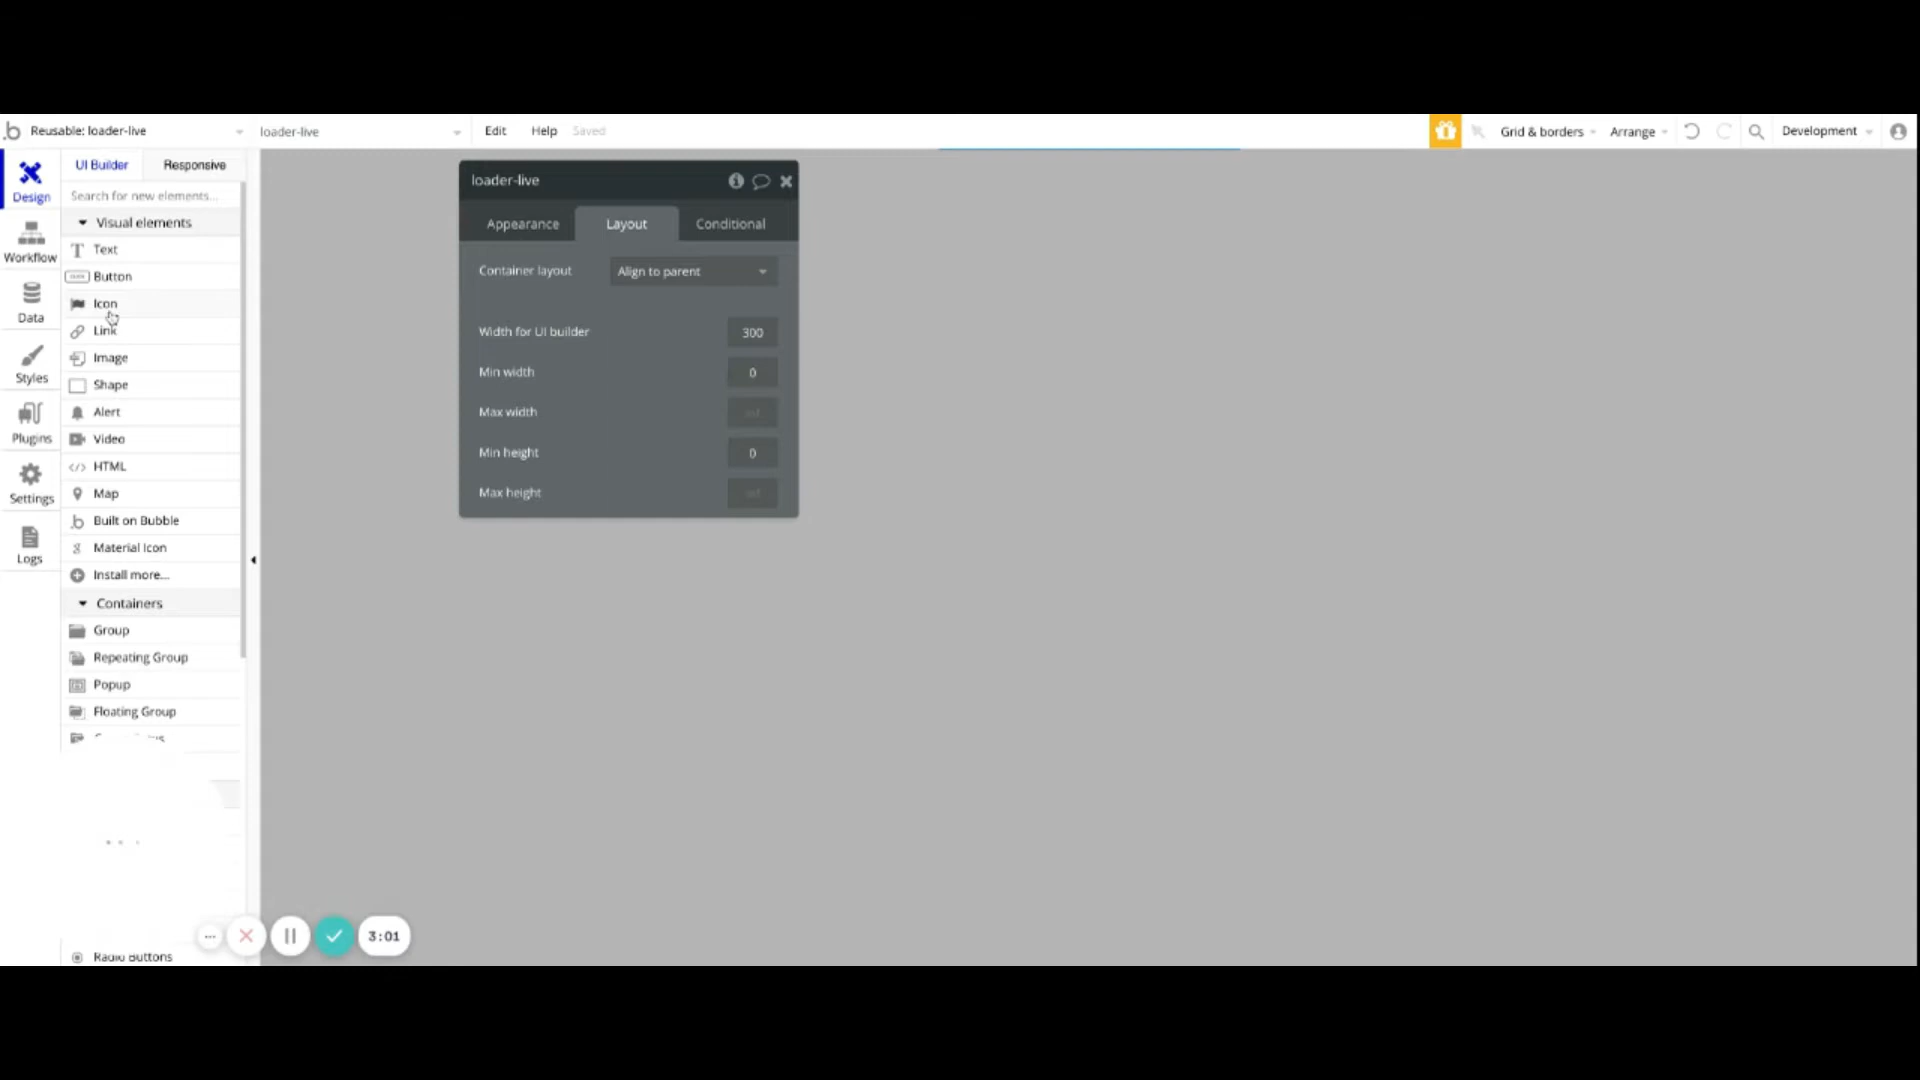 Reusable: loader-live
loader-live
Edit
Help
Saved
Grid & borders
Arrange
Development
Design
Workflow
Data
Styles
Plugins
Settings
Logs
UI Builder
Responsive
Search for new elements...
Visual elements
Text
Button
Icon
Link
Image
Shape
Alert
Video
HTML
Map
Built on Bubble
Material Icon
Install more...
Containers
Group
Repeating Group
Popup
Floating Group
Radio Buttons
loader-live
Appearance
Layout
Conditional
Container layout
Align to parent
Width for UI builder
300
Min width
0
Max width
Min height
0
Max height
3:01